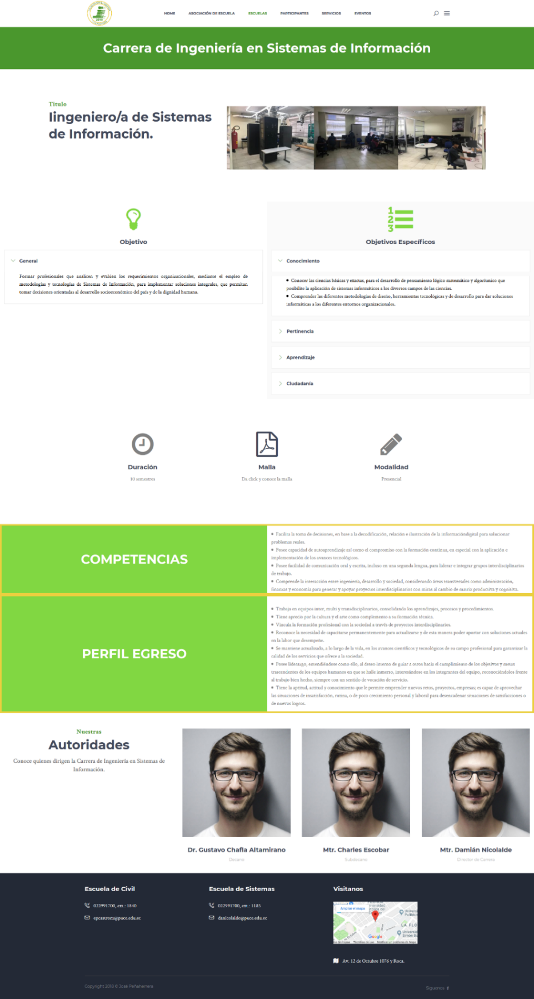 2018
HOME
ASOCIACIÓN DE ESCUELA
ESCUELAS
PARTICIPANTES
SERVICIOS
EVENTOS
Carrera de Ingeniería en Sistemas de Información
Titulo
Iingeniero/a de Sistemas
de Información.
Objetivo
General
Formar profesionales que analicen y evalúen los requerimientos organizacionales, mediante el empleo de
metodologías y tecnologías de Sistemas de Información, para implementar soluciones integrales, que permitan
tomar decisiones orientadas al desarrollo socioeconómico del país y de la dignidad humana.
1
2
3
Objetivos Específicos
Conocimiento
• Conocer las ciencias básicas y exactas, para el desarrollo de pensamiento lógico matemático y algorítmico que
posibilite la aplicación de sistemas informáticos a los diversos campos de las ciencias.
• Comprender las diferentes metodologías de diseño, herramientas tecnológicas y de desarrollo para dar soluciones
informáticas a los diferentes entornos organizacionales.
Pertinencia
Aprendizaje
Ciudadanía
Duración
10 semestres
Malla
Da click y conoce la malla
Modalidad
Presencial
COMPETENCIAS
• Facilita la toma de decisiones, en base a la decodificación, relación e ilustración de la informacióndigital para solucionar
problemas reales.
• Posee capacidad de autoaprendizaje así como el compromiso con la formación continua, en especial con la aplicación e
implementación de los avances tecnológicos.
• Posee facilidad de comunicación oral y escrita, incluso en una segunda lengua, para liderar e integrar grupos interdisciplinarios
de trabajo.
• Comprende la interacción entre ingeniería, desarrollo y sociedad, considerando áreas transversales como administración,
finanzas y economía para generar y apoyar proyectos interdisciplinarios con miras al cambio de matriz productiva y cognitiva.
PERFIL EGRESO
• Trabaja en equipos inter, multi y transdisciplinarios, consolidando los aprendizajes, procesos y procedimientos.
• Tiene aprecio por la cultura y el arte como complemento a su formación técnica.
• Vincula la formación profesional con la sociedad a través de proyectos interdisciplinarios.
• Reconoce la necesidad de capacitarse permanentemente para actualizarse y de esta manera poder aportar con soluciones actuales
en la labor que desempeñe.
• Se mantiene actualizado, a lo largo de la vida, en los avances científicos y tecnológicos de su campo profesional para garantizar la
calidad de los servicios que ofrece a la sociedad.
• Posee liderazgo, entendiéndose como ello, al deseo interno de guiar a otros hacia el cumplimiento de los objetivos y metas
trascendentes de los equipos humanos en que se halle inmerso, interesándose en los integrantes del equipo, reconociéndoles frente
al trabajo bien hecho, siempre con un sentido de vocación de servicio.
• Tiene la aptitud, actitud y conocimiento que le permite emprender nuevos retos, proyectos, empresas; es capaz de aprovechar
las situaciones de insatisfacción, rutina, o de poco crecimiento personal y laboral para desencadenar situaciones de satisfacciones o
de nuevos logros.
Nuestras
Autoridades
Conoce quienes dirigen la Carrera de Ingeniería en Sistemas de
Información.
Dr. Gustavo Chafla Altamirano
Decano
Mtr. Charles Escobar
Subdecano
Mtr. Damián Nicolalde
Director de Carrera
Escuela de Civil
022991700, ext.: 1840
epcastrom@puce.edu.ec
Escuela de Sistemas
022991700, ext.: 1185
danicolalde@puce.edu.ec
Visitanos
Ampliar el mapa
LA FLO
Google
Términos de uso
Notificar un problema de Maps
Av. 12 de Octubre 1076 y Roca.
Copyright 2018 © José Peñaherrera
Siguenos